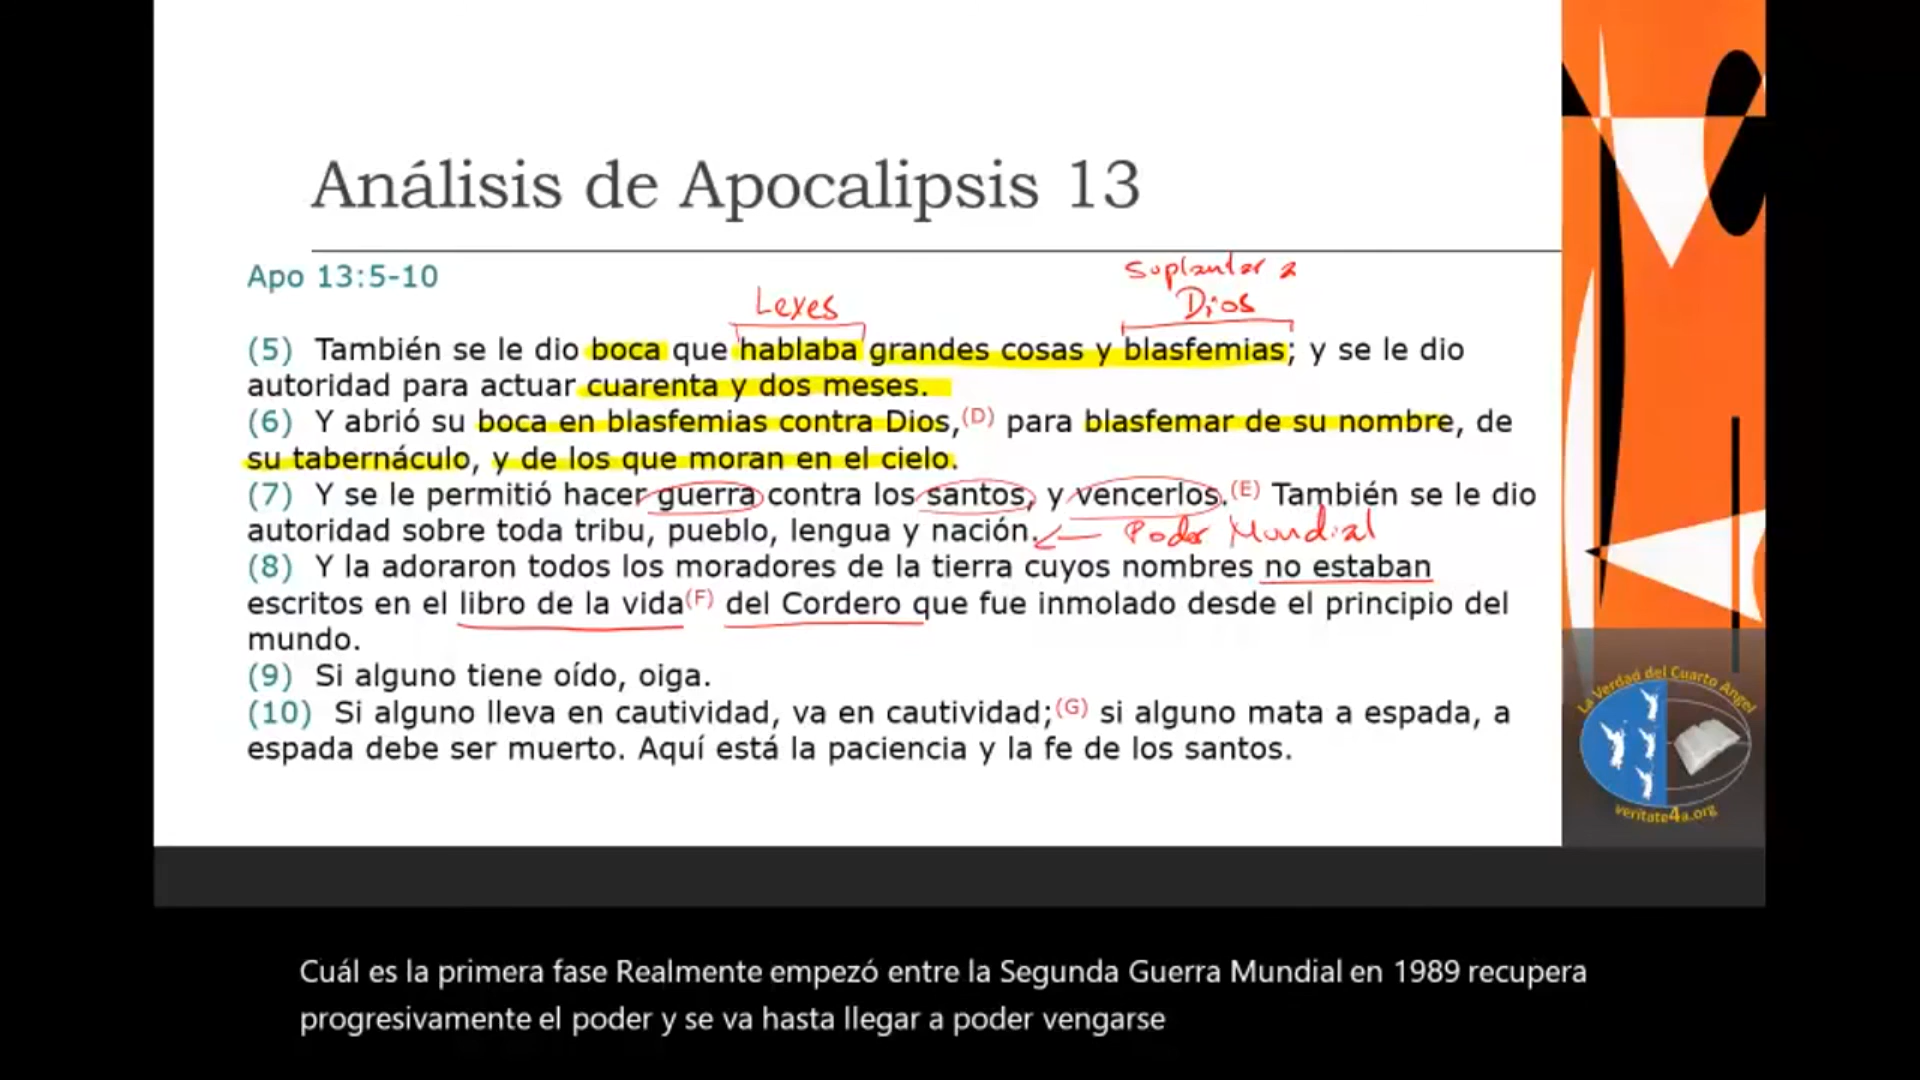 Análisis de Apocalipsis 13
Apo 13:5-10
Suplantar a
Dios
Leyes
(5) También se le dio boca que hablaba grandes cosas y blasfemias; y se le dio
autoridad para actuar cuarenta y dos meses.
(6) Y abrió su boca en blasfemias contra Dios,(D) para blasfemar de su nombre, de
su tabernáculo, y de los que moran en el cielo.
(7) Y se le permitió hacer guerra contra los santos, y vencerlos.(E) También se le dio
autoridad sobre toda tribu, pueblo, lengua y nación.
Poder Mundial
(8) Y la adoraron todos los moradores de la tierra cuyos nombres no estaban
escritos en el libro de la vida(F) del Cordero que fue inmolado desde el principio del
mundo.
(9) Si alguno tiene oído, oiga.
(10) Si alguno lleva en cautividad, va en cautividad;(G) si alguno mata a espada, a
espada debe ser muerto. Aquí está la paciencia y la fe de los santos.
La Verdad del Cuarto Angel
veritate4a.org
Cuál es la primera fase Realmente empezó entre la Segunda Guerra Mundial en 1989 recupera
progresivamente el poder y se va hasta llegar a poder vengarse